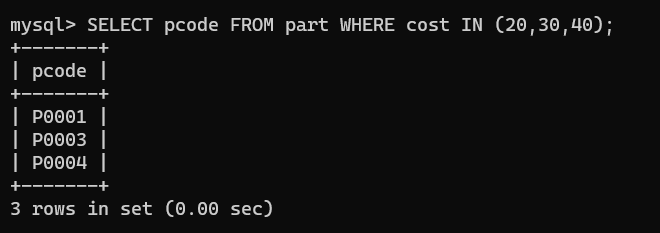 mysql> SELECT pcode FROM part WHERE cost IN (20,30,40);
+-------+
| pcode |
+-------+
| P0001 |
| P0003 |
| P0004 |
+-------+
3 rows in set (0.00 sec)